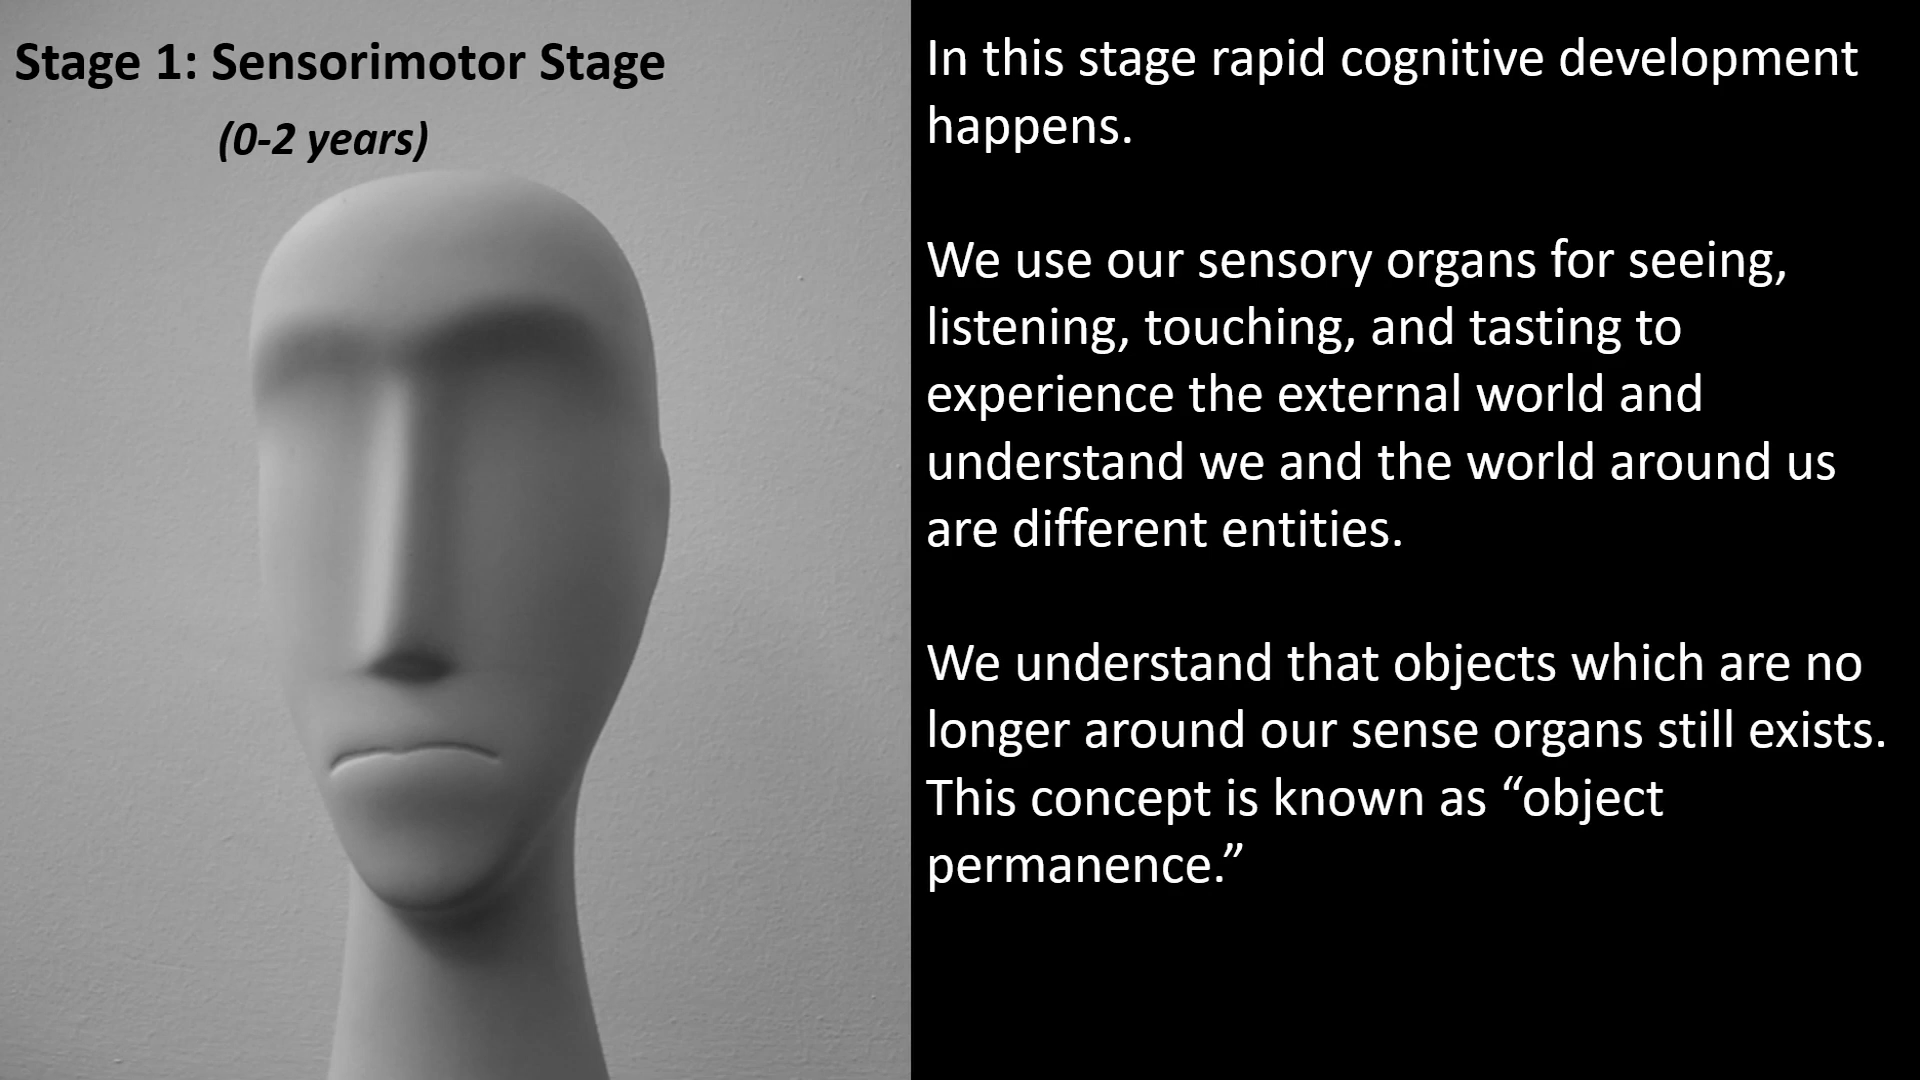 Stage 1: Sensorimotor Stage
(0-2 years)
In this stage rapid cognitive development
happens.
We use our sensory organs for seeing,
listening, touching, and tasting to
experience the external world and
understand we and the world around us
are different entities.
We understand that objects which are no
longer around our sense organs still exists.
This concept is known as “object
permanence.”